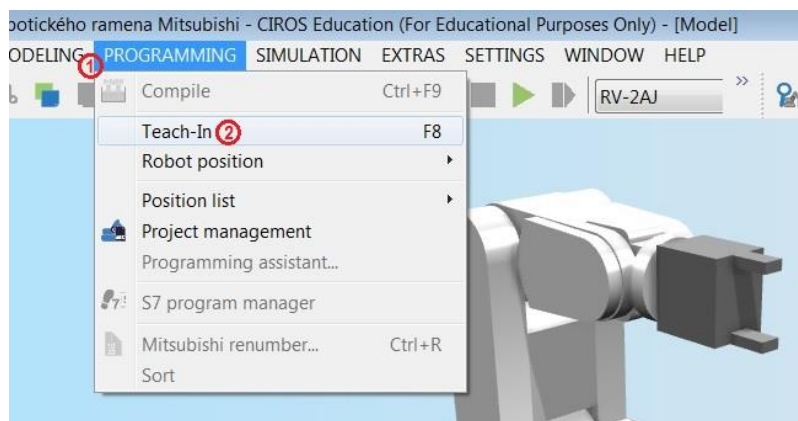 botického ramena Mitsubishi - CIROS Education (For Educational Purposes Only) - [Model]
ODELING PROGRAMMING SIMULATION EXTRAS SETTINGS WINDOW HELP
1
Compile Ctrl+F9
RV-2AJ »
Teach-In 2 F8
Robot position
Position list
Project management
Programming assistant...
S7 program manager
Mitsubishi renumber... Ctrl+R
Sort